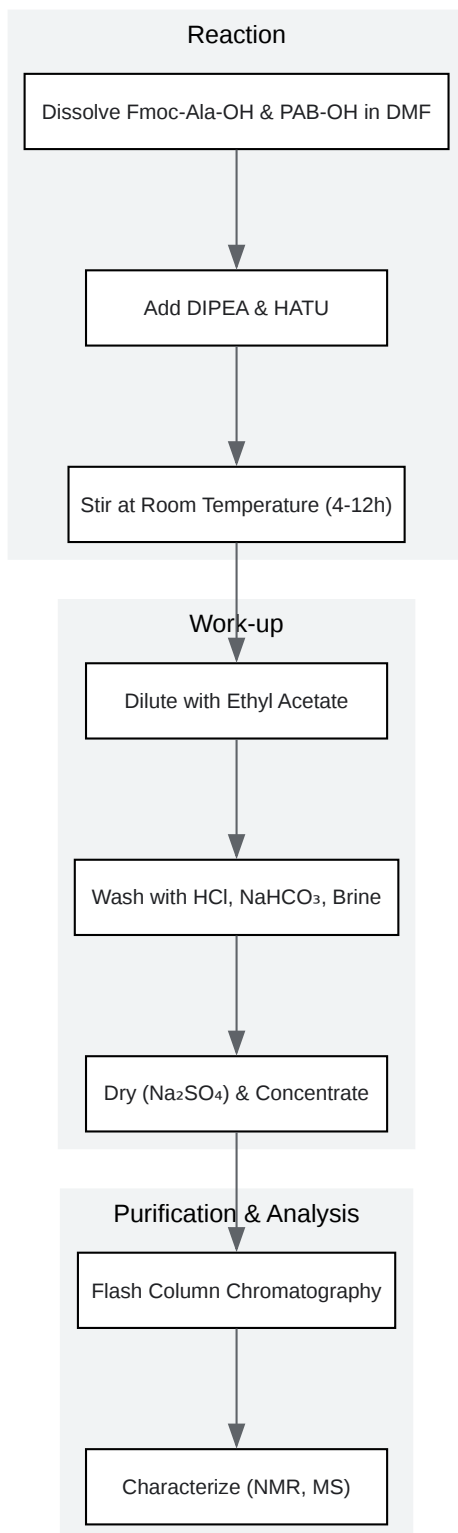 Reaction
Dissolve Fmoc-Ala-OH & PAB-OH in DMF
Add DIPEA & HATU
Stir at Room Temperature (4-12h)
Work-up
Dilute with Ethyl Acetate
Wash with HCl, NaHCO₃, Brine
Dry (Na₂SO₄) & Concentrate
Purification & Analysis
Flash Column Chromatography
Characterize (NMR, MS)